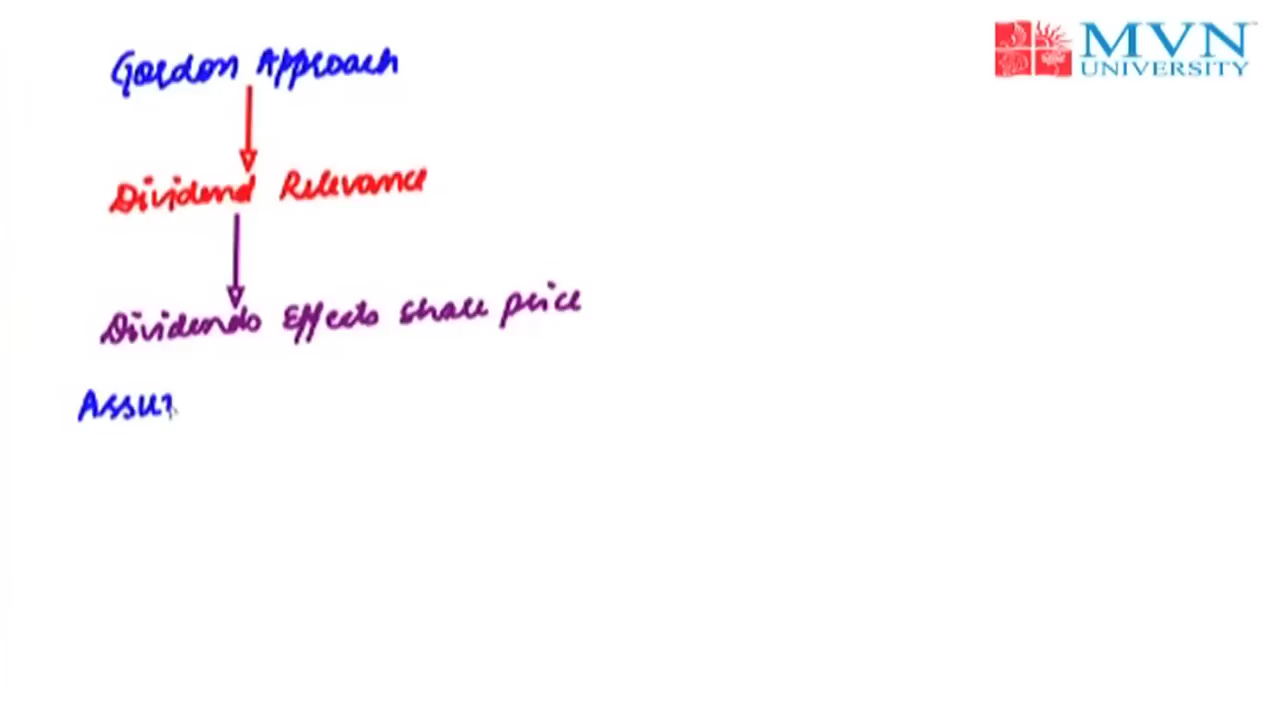 Gordon Approach
MVN
UNIVERSITY
Dividend Relevance
Dividends Effects share price
Assu